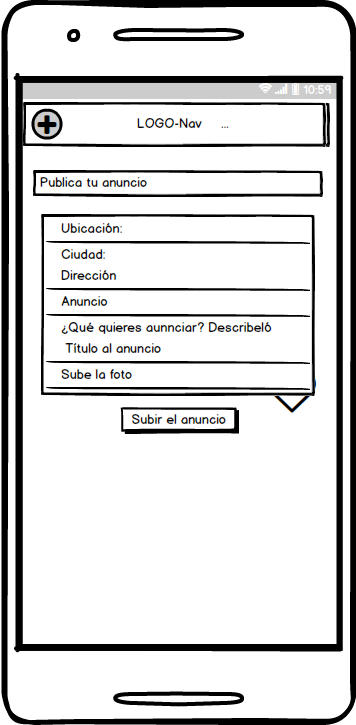 10:59
LOGO-Nav ...
Publica tu anuncio
Ubicación:
Ciudad:
Dirección
Anuncio
¿Qué quieres aunnciar? Describeló
Título al anuncio
Sube la foto
Subir el anuncio